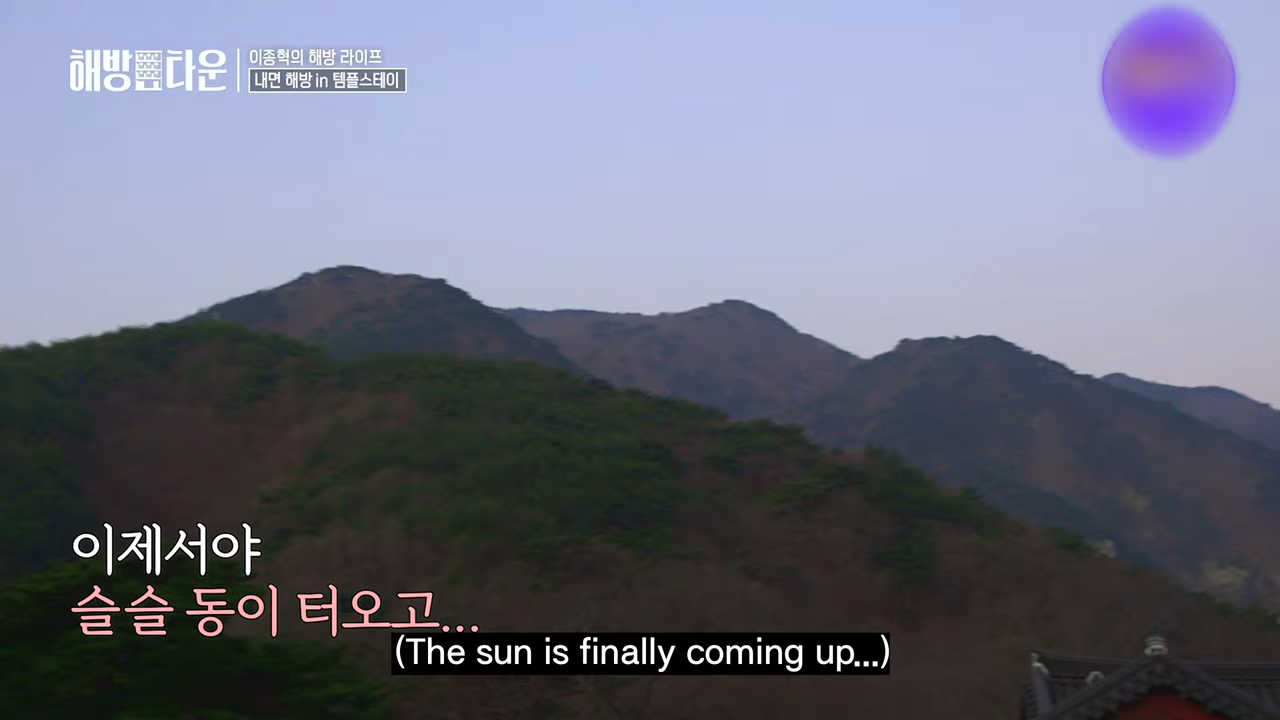 해방타운
이종혁의 해방 라이프
내면 해방 in 템플스테이
이제서야
슬슬 동이 터오고...
(The sun is finally coming up...)